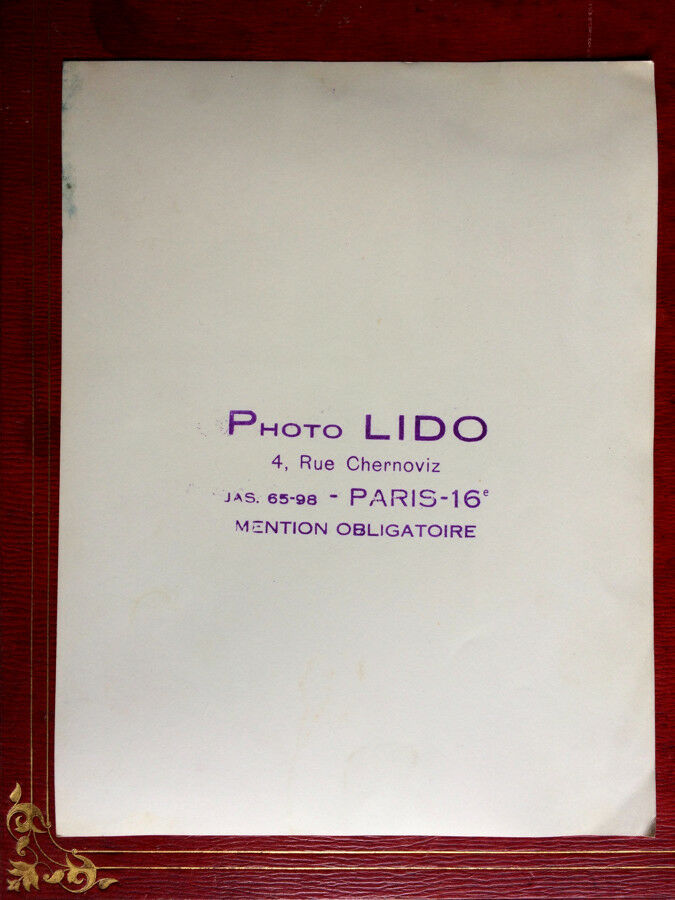 PHOTO LIDO
4, Rue Chernoviz
JAS. 65-98 - PARIS-16e
MENTION OBLIGATOIRE